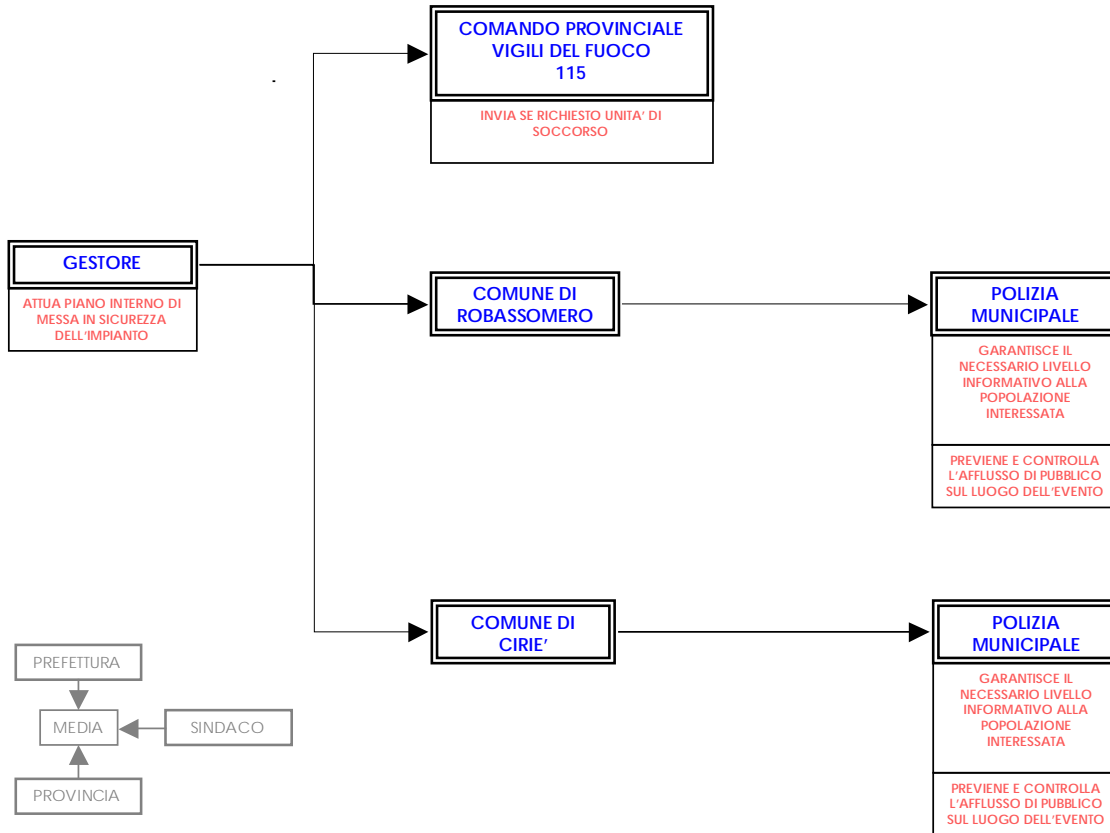 COMANDO PROVINCIALE
VIGILI DEL FUOCO
115
INVIA SE RICHIESTO UNITA' DI
SOCCORSO
GESTORE
ATTUA PIANO INTERNO DI
MESSA IN SICUREZZA
DELL'IMPIANTO
COMUNE DI
ROBASSOMERO
POLIZIA
MUNICIPALE
GARANTISCE IL
NECESSARIO LIVELLO
INFORMATIVO ALLA
POPOLAZIONE
INTERESSATA
PREVIENE E CONTROLLA
L'AFFLUSSO DI PUBBLICO
SUL LUOGO DELL'EVENTO
COMUNE DI
CIRIE'
POLIZIA
MUNICIPALE
GARANTISCE IL
NECESSARIO LIVELLO
INFORMATIVO ALLA
POPOLAZIONE
INTERESSATA
PREVIENE E CONTROLLA
L'AFFLUSSO DI PUBBLICO
SUL LUOGO DELL'EVENTO
PREFETTURA
MEDIA
SINDACO
PROVINCIA